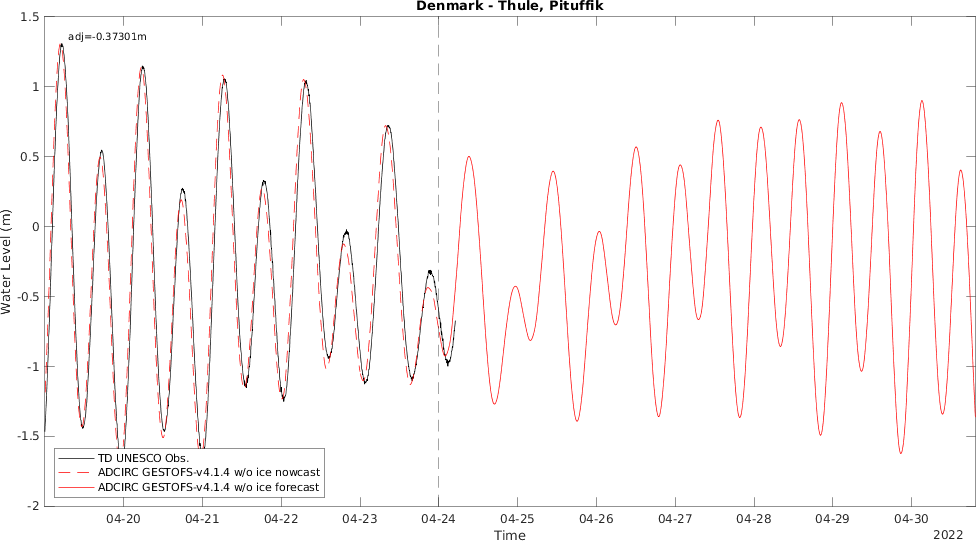 Denmark - Thule, Pituffik
adj=-0.37301m
1.5
1
0.5
0
-0.5
-1
-1.5
-2
Water Level (m)
TD UNESCO Obs.
ADCIRC GESTOFS-v4.1.4 w/o ice nowcast
ADCIRC GESTOFS-v4.1.4 w/o ice forecast
04-20 04-21 04-22 04-23 04-24 04-25 04-26 04-27 04-28 04-29 04-30
Time
2022